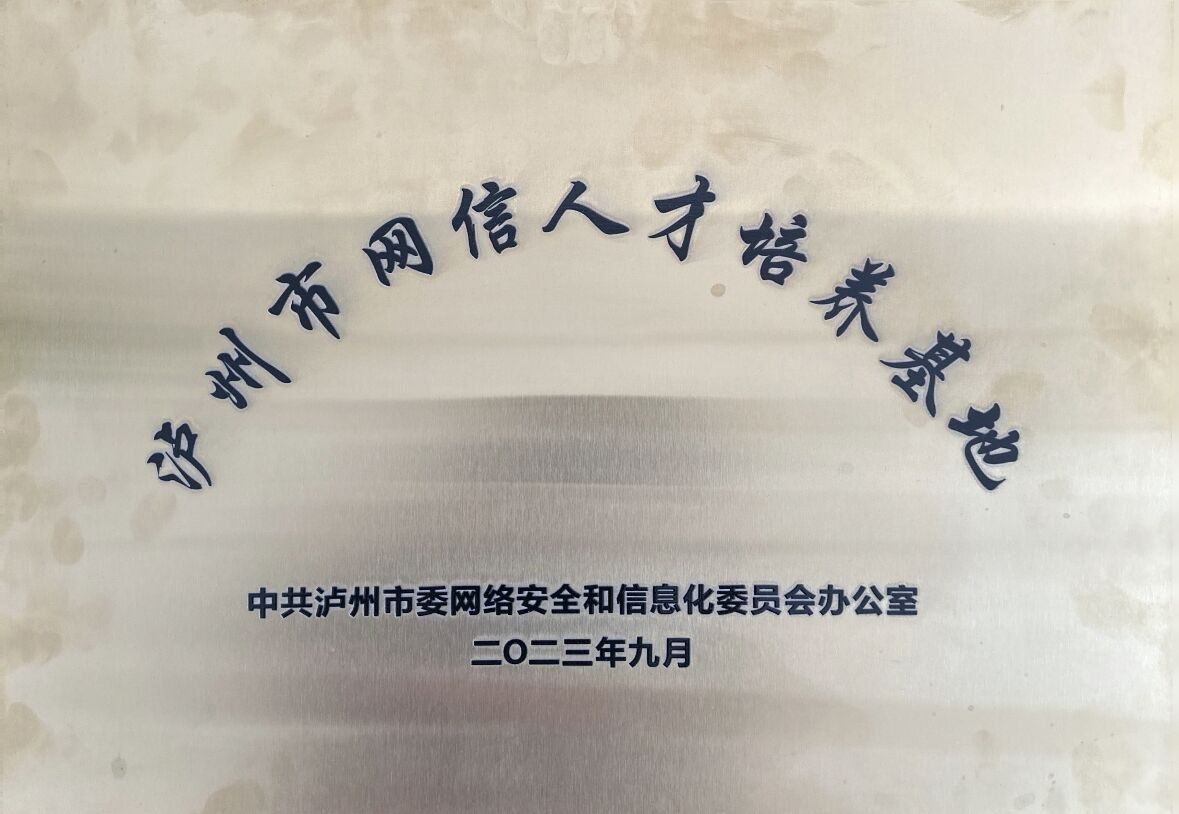 泸州市网信人才培养基地
中共泸州市委网络安全和信息化委员会办公室
二〇二三年九月